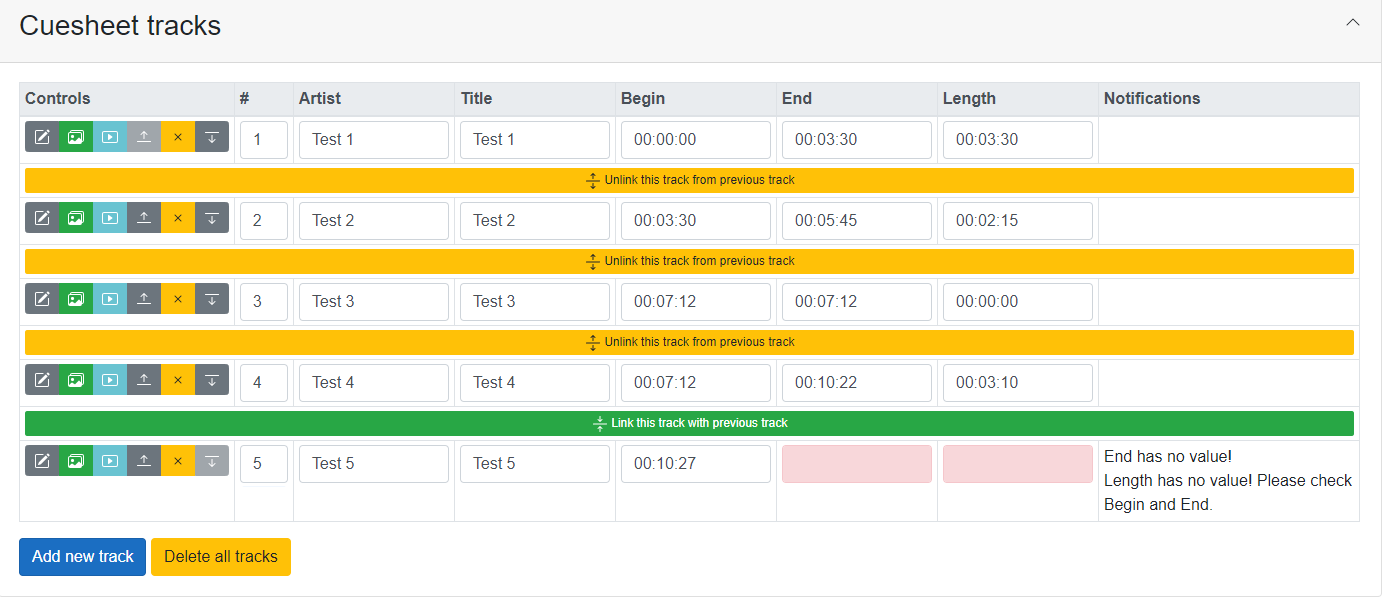 Cuesheet tracks
Controls # Artist Title Begin End Length Notifications
1 Test 1 Test 1 00:00:00 00:03:30 00:03:30
Unlink this track from previous track
2 Test 2 Test 2 00:03:30 00:05:45 00:02:15
Unlink this track from previous track
3 Test 3 Test 3 00:07:12 00:07:12 00:00:00
Unlink this track from previous track
4 Test 4 Test 4 00:07:12 00:10:22 00:03:10
Link this track with previous track
5 Test 5 Test 5 00:10:27 End has no value!
Length has no value! Please check
Begin and End.
Add new track Delete all tracks